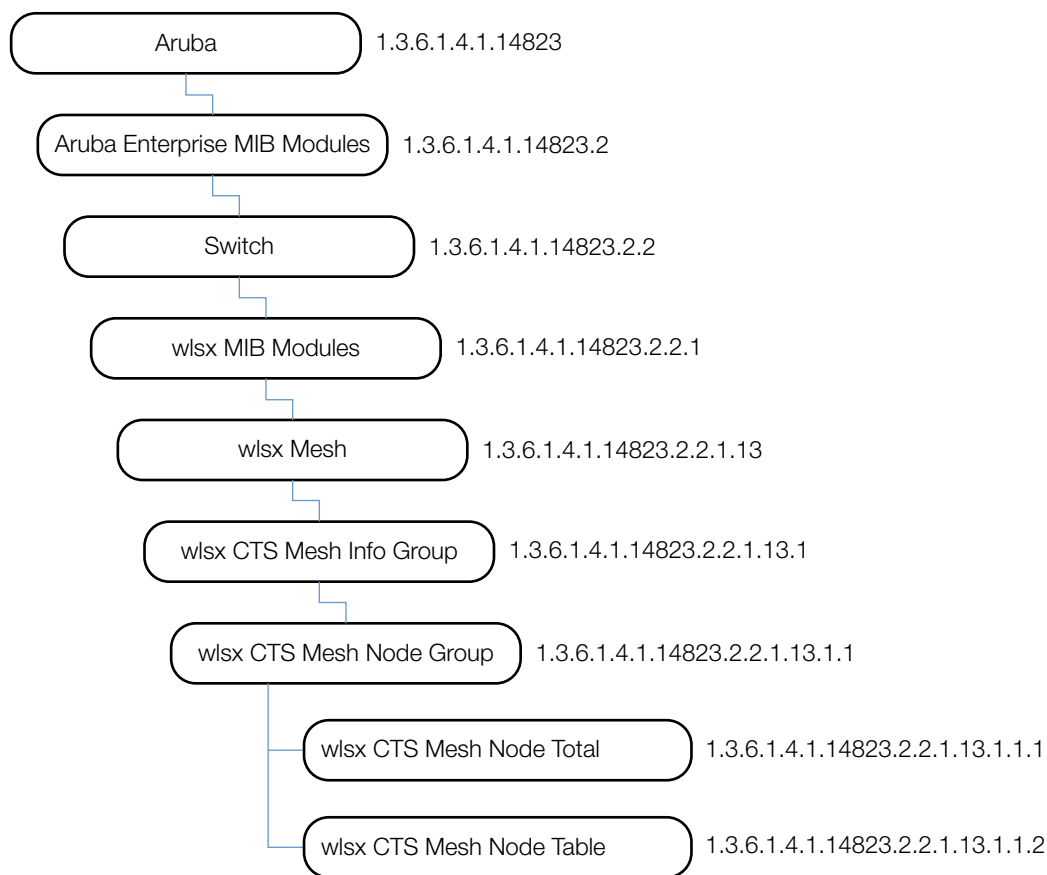 Aruba 1.3.6.1.4.1.14823
Aruba Enterprise MIB Modules 1.3.6.1.4.1.14823.2
Switch 1.3.6.1.4.1.14823.2.2
wlsx MIB Modules 1.3.6.1.4.1.14823.2.2.1
wlsx Mesh 1.3.6.1.4.1.14823.2.2.1.13
wlsx CTS Mesh Info Group 1.3.6.1.4.1.14823.2.2.1.13.1
wlsx CTS Mesh Node Group 1.3.6.1.4.1.14823.2.2.1.13.1.1
wlsx CTS Mesh Node Total 1.3.6.1.4.1.14823.2.2.1.13.1.1.1
wlsx CTS Mesh Node Table 1.3.6.1.4.1.14823.2.2.1.13.1.1.2